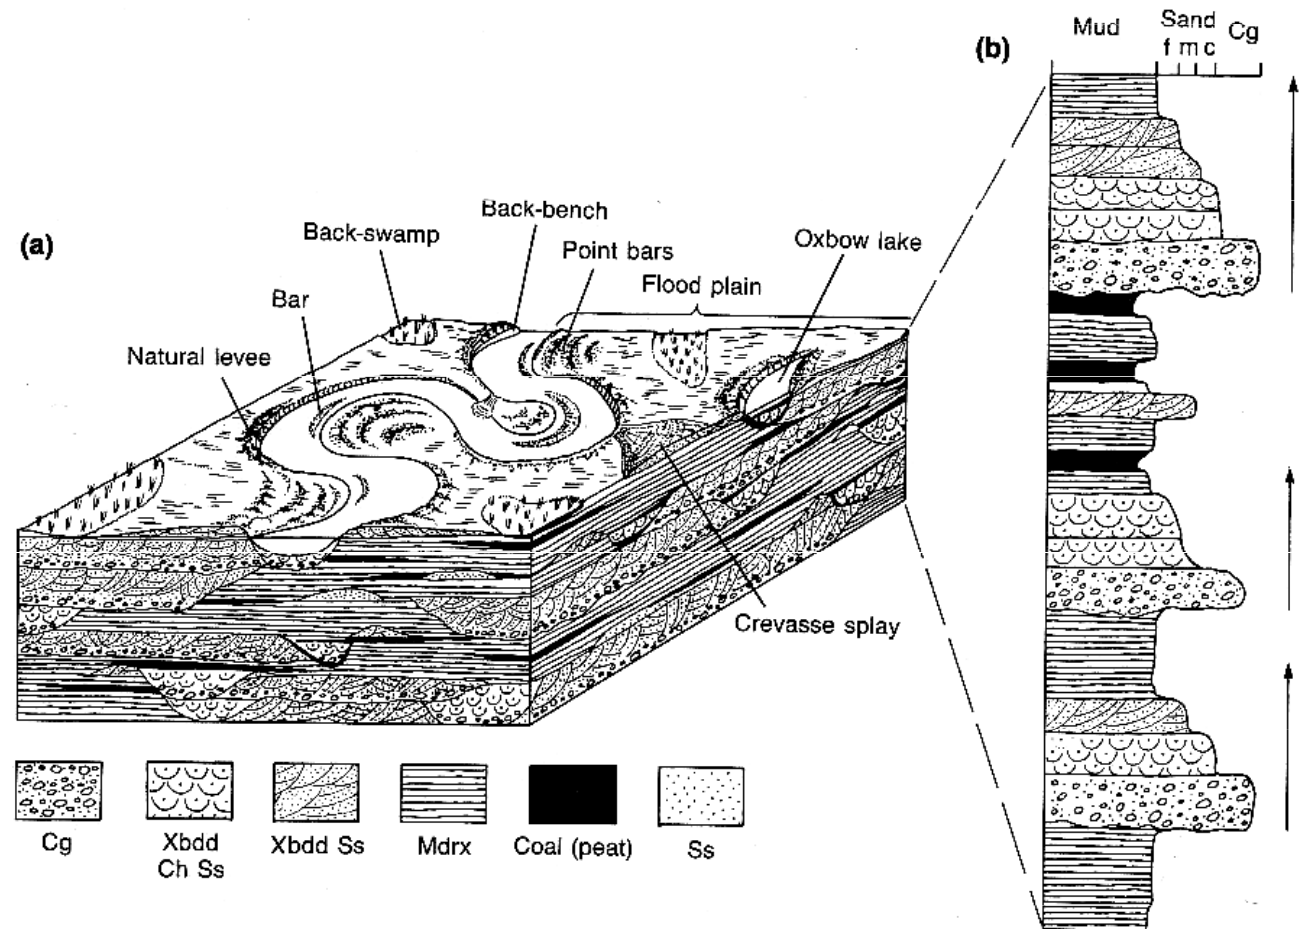 (a)
Back-swamp
Back-bench
Point bars
Oxbow lake
Flood plain
Bar
Natural levee
Crevasse splay
Cg
Xbdd
Ch Ss
Xbdd Ss
Mdrx
Coal (peat)
Ss
(b)
Mud
Sand
f m c
Cg